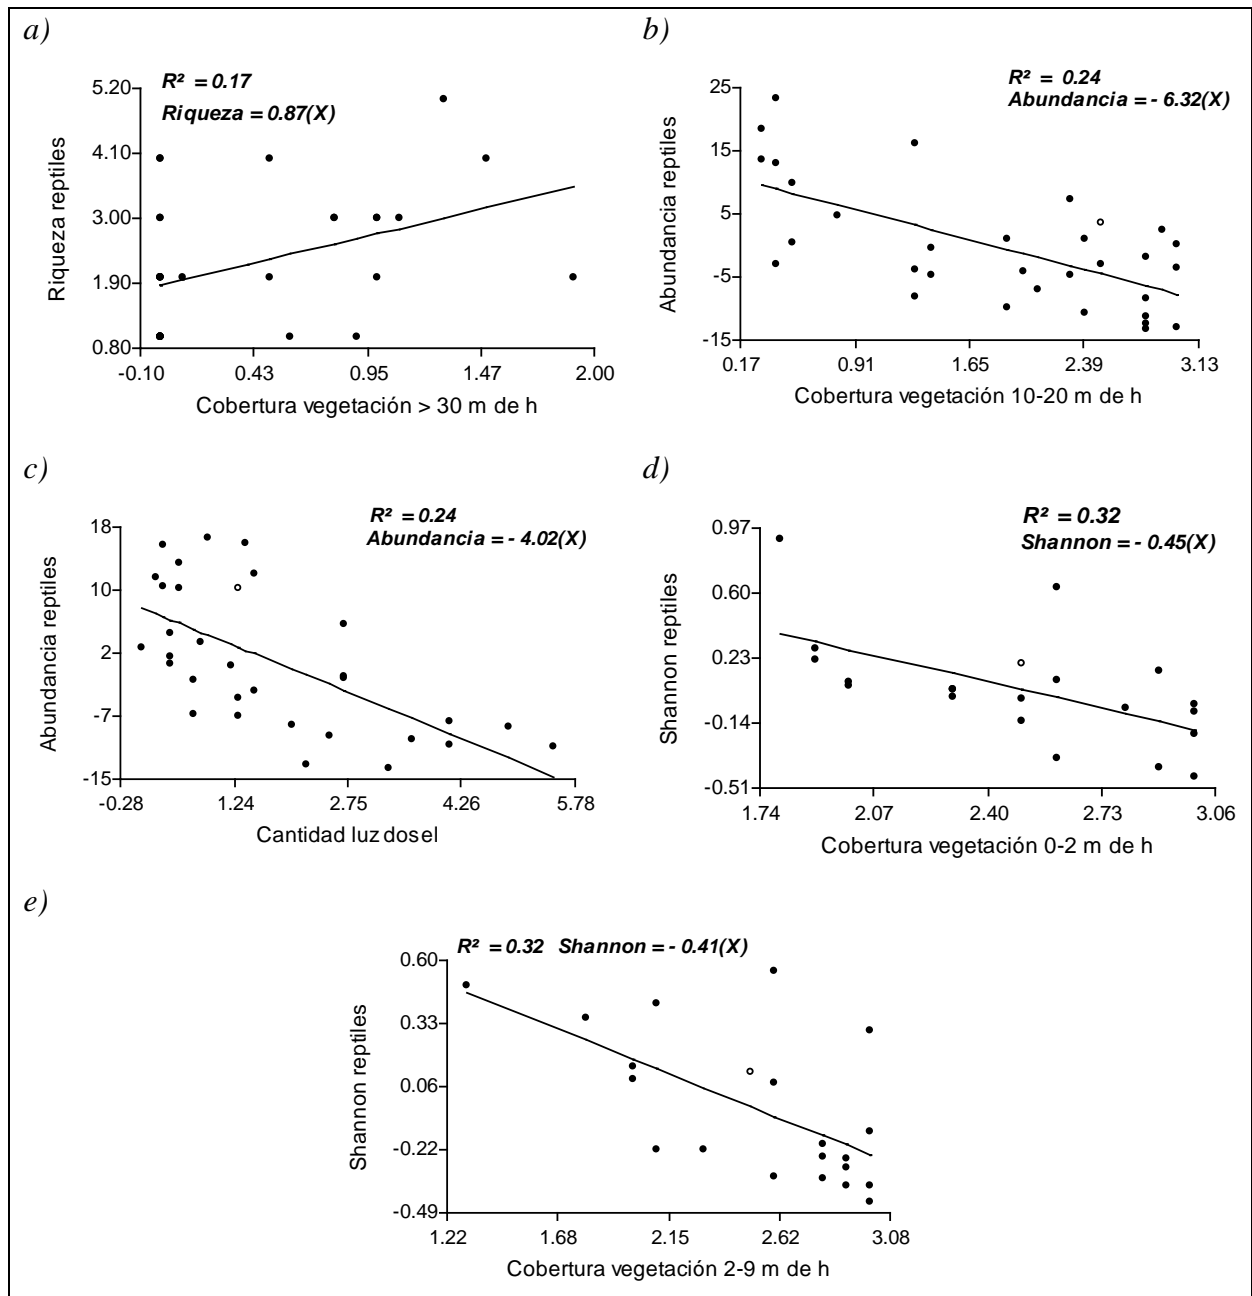 a)
R² = 0.17
Riqueza = 0.87(X)
5.20
4.10
3.00
1.90
0.80
Riqueza reptiles
-0.10 0.43 0.95 1.47 2.00
Cobertura vegetación > 30 m de h
b)
R² = 0.24
Abundancia = - 6.32(X)
25
15
5
-5
-15
Abundancia reptiles
0.17 0.91 1.65 2.39 3.13
Cobertura vegetación 10-20 m de h
c)
R² = 0.24
Abundancia = - 4.02(X)
18
10
2
-7
-15
Abundancia reptiles
-0.28 1.24 2.75 4.26 5.78
Cantidad luz dosel
d)
R² = 0.32
Shannon = - 0.45(X)
0.97
0.60
0.23
-0.14
-0.51
Shannon reptiles
1.74 2.07 2.40 2.73 3.06
Cobertura vegetación 0-2 m de h
e)
R² = 0.32 Shannon = - 0.41(X)
0.60
0.33
0.06
-0.22
-0.49
Shannon reptiles
1.22 1.68 2.15 2.62 3.08
Cobertura vegetación 2-9 m de h